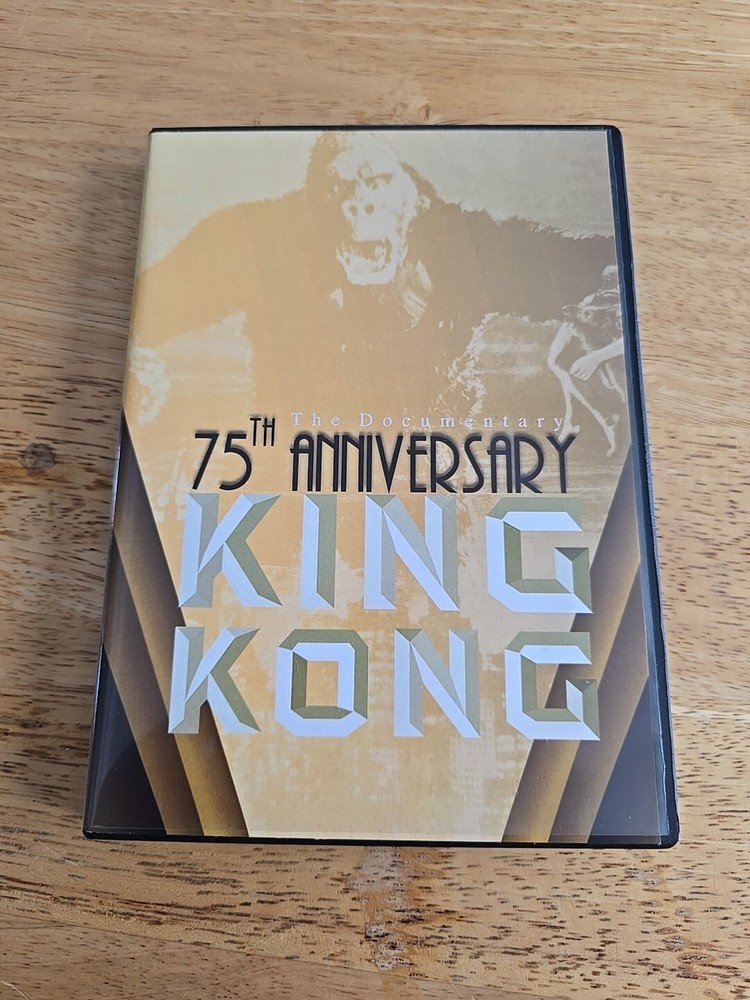 The Documentary
75TH ANNIVERSARY
KING
KONG